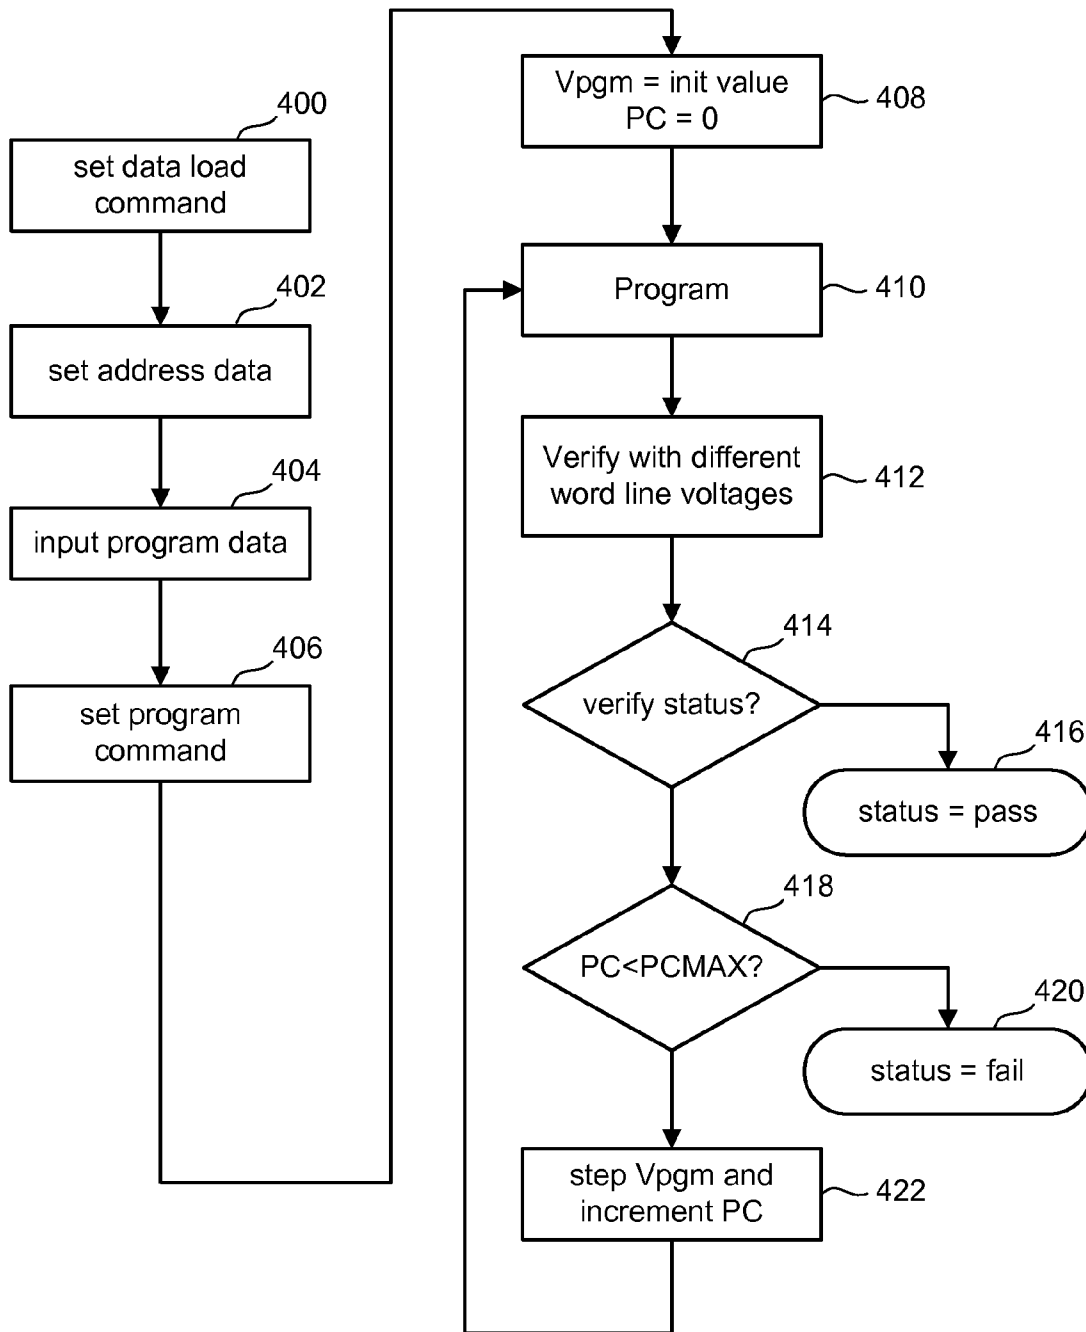 400
set data load
command
402
set address data
404
input program data
406
set program
command
Vpgm = init value
PC = 0
408
Program
410
Verify with different
word line voltages
412
414
verify status?
416
status = pass
418
PC<PCMAX?
420
status = fail
step Vpgm and
increment PC
422